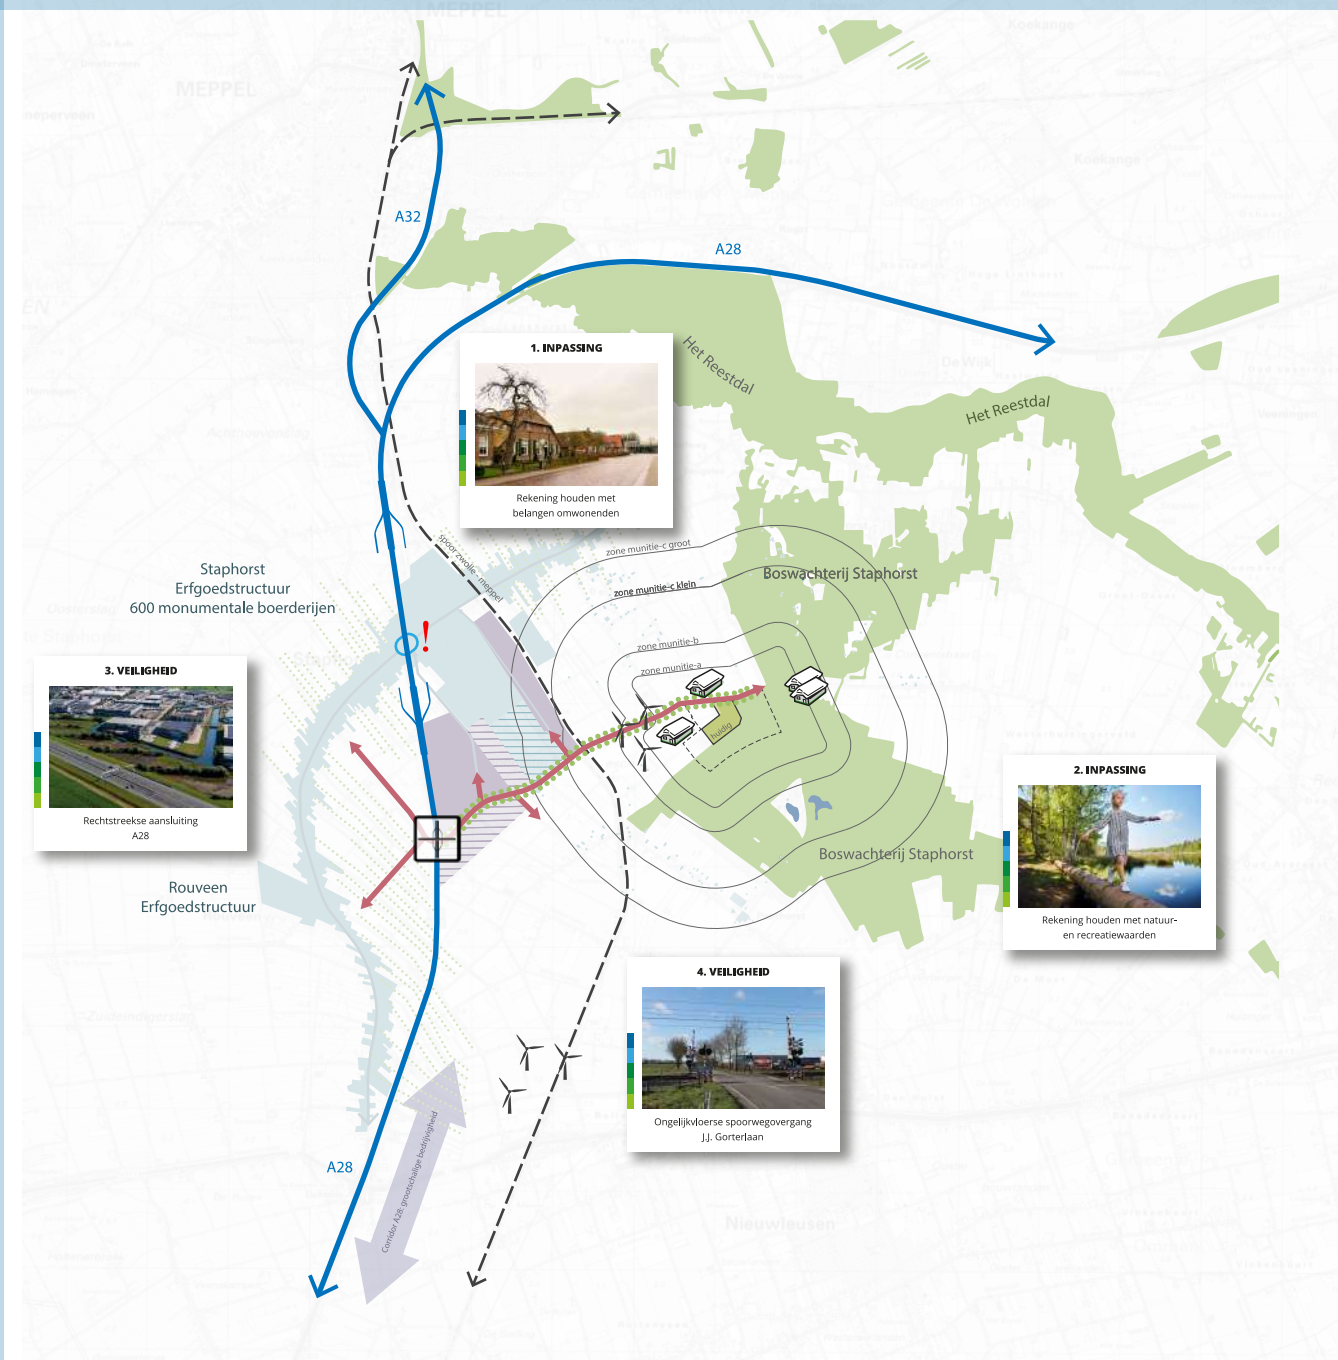 MEPPEL
Koekange
MEPPEL
Koekange
A32
A28
De Wijk
1. INPASSING
Rekening houden met
belangen omwonenden
Het Reestdal
Het Reestdal
spoor zwolle - meppel
zone munitie-c groot
zone munitie-c klein
zone munitie-b
zone munitie-a
huidig
Boswachterij Staphorst
Staphorst
Erfgoedstructuur
600 monumentale boerderijen
!
3. VEILIGHEID
Rechtstreekse aansluiting
A28
2. INPASSING
Rekening houden met natuur-
en recreatiewaarden
Boswachterij Staphorst
Rouveen
Erfgoedstructuur
4. VEILIGHEID
Ongelijkvloerse spoorwegovergang
J.J. Gorterlaan
A28
Corridor A28: grootschalige bedrijvigheid
Nieuwleusen